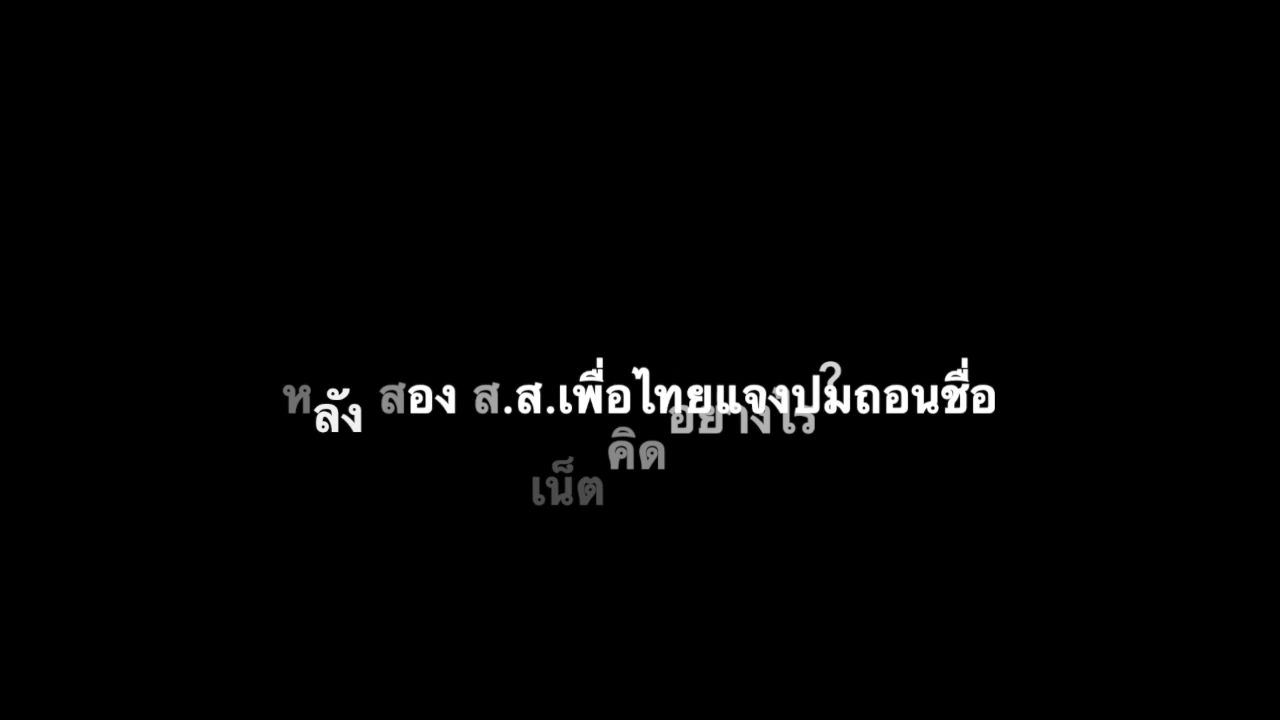 หลัง สอง ส.ส.เพื่อไทยแจงปมถอนชื่อ
เน็ต คิด อย่างไร ?